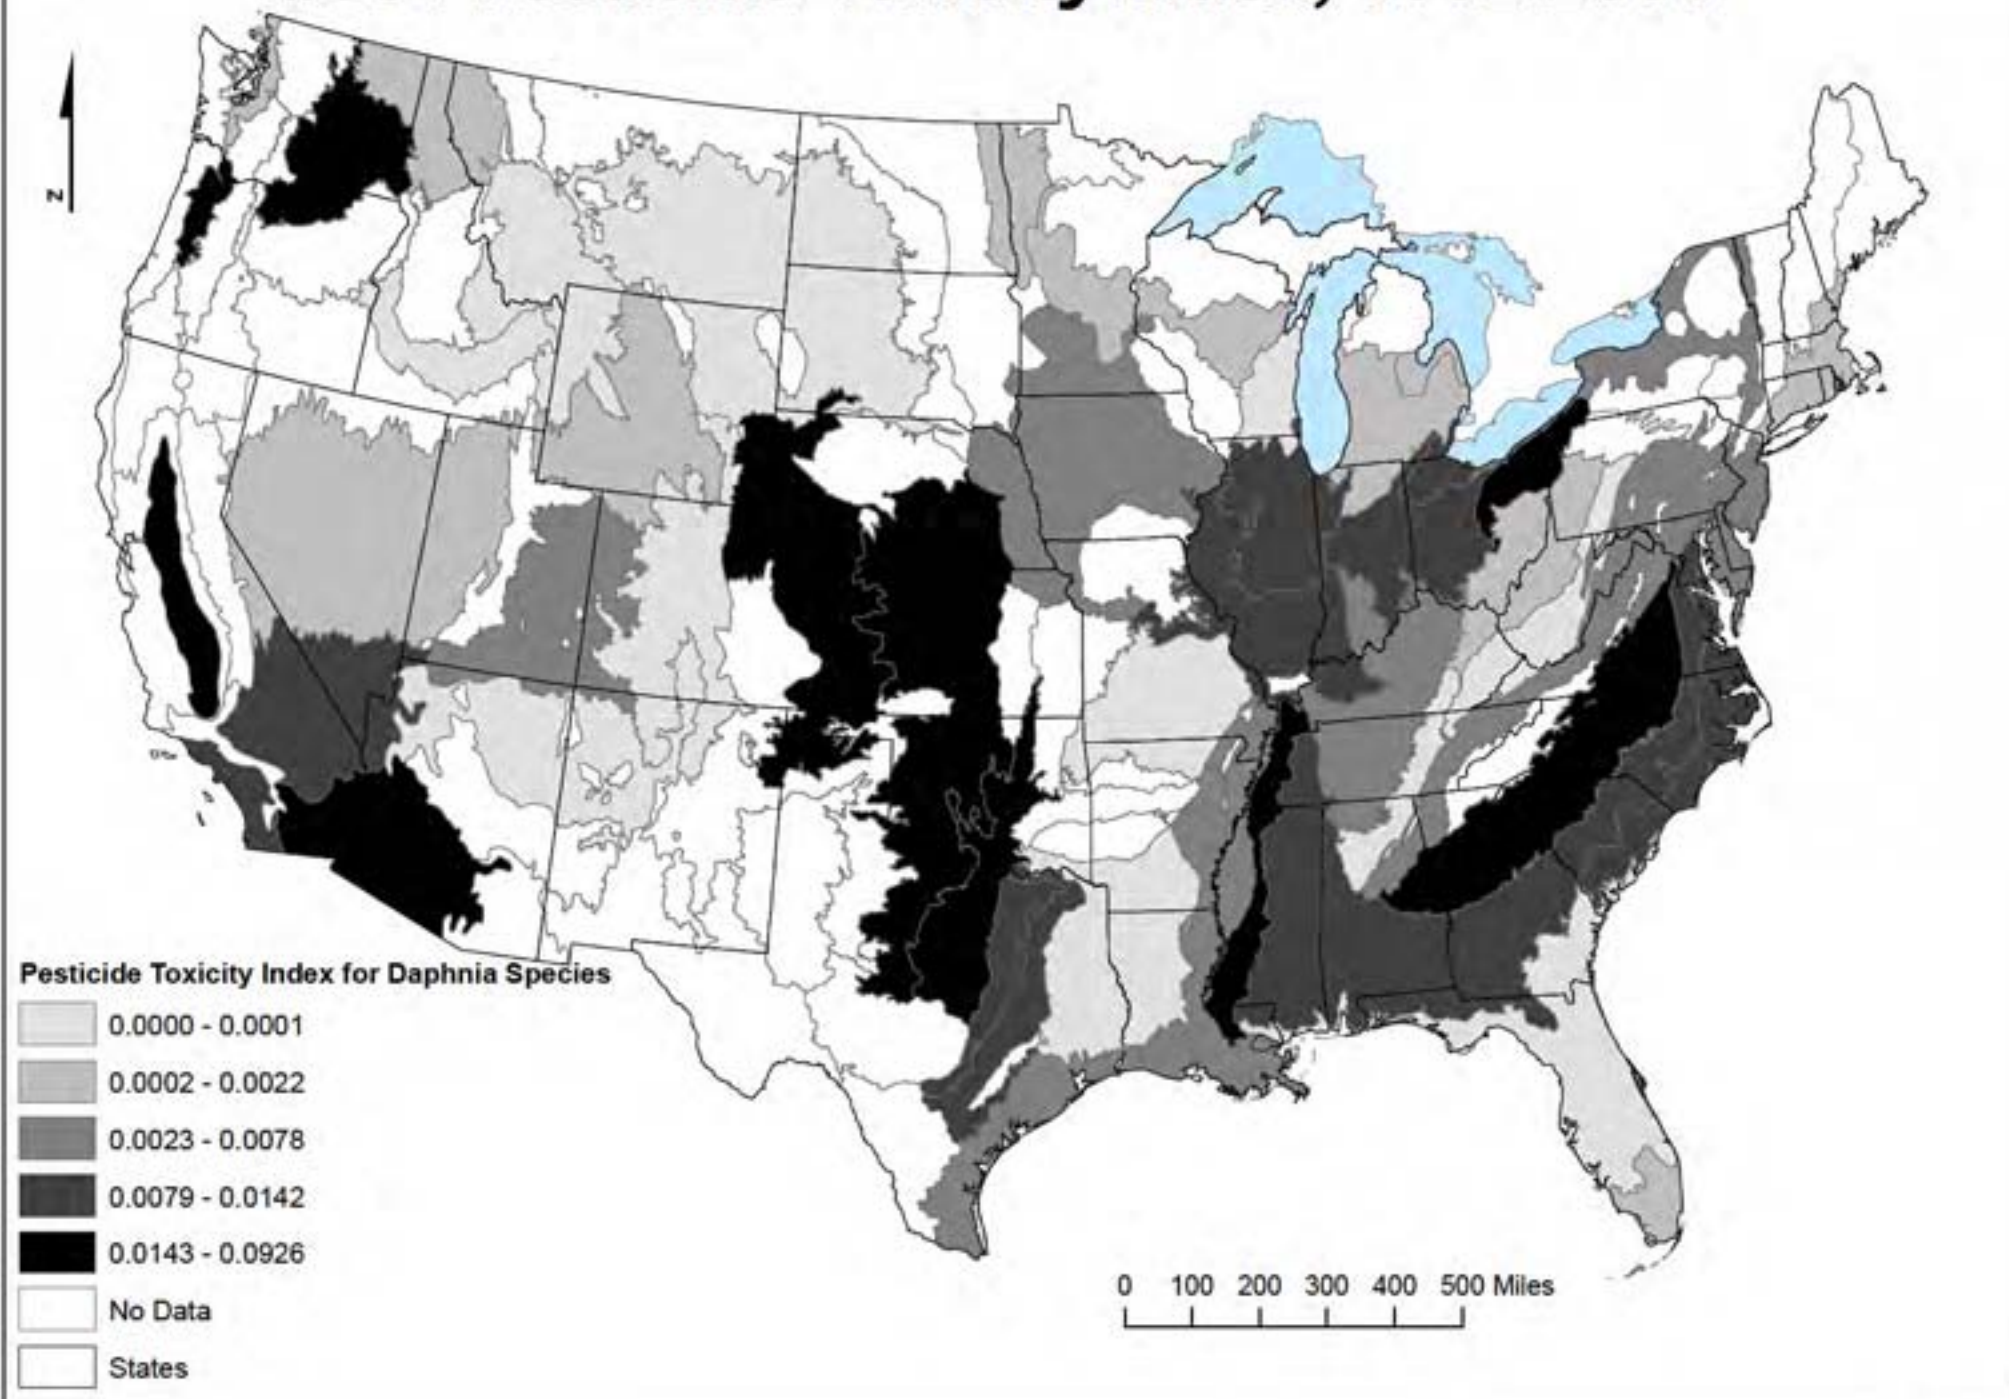 N
Pesticide Toxicity Index for Daphnia Species
0.0000 - 0.0001
0.0002 - 0.0022
0.0023 - 0.0078
0.0079 - 0.0142
0.0143 - 0.0926
No Data
States
0 100 200 300 400 500 Miles